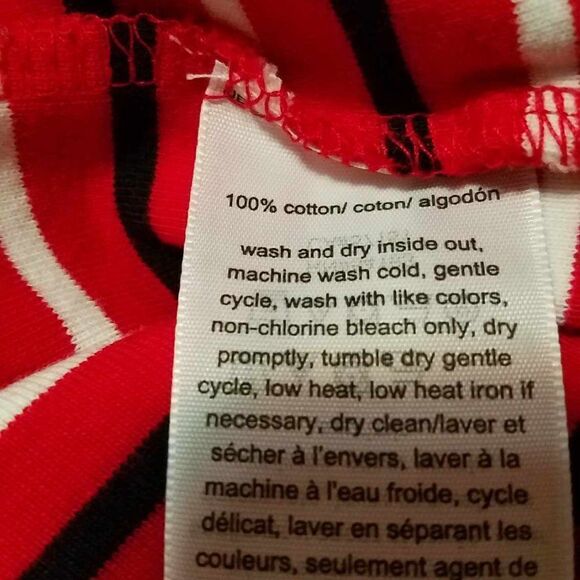 100% cotton/ coton/ algodón
wash and dry inside out,
machine wash cold, gentle
cycle, wash with like colors,
non-chlorine bleach only, dry
promptly, tumble dry gentle
cycle, low heat, low heat iron if
necessary, dry clean/laver et
sécher à l'envers, laver à la
machine à l'eau froide, cycle
délicat, laver en séparant les
couleurs, seulement agent de